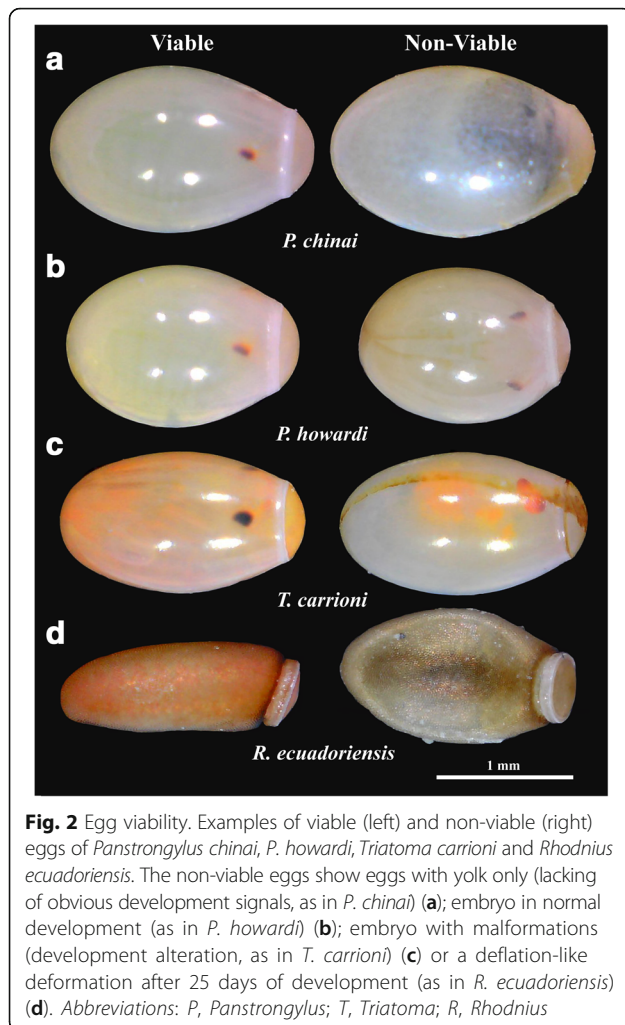 Viable Non-Viable
a
P. chinai
b
P. howardi
c
T. carrioni
d
R. ecuadoriensis
1 mm
Fig. 2 Egg viability. Examples of viable (left) and non-viable (right)
eggs of Panstrongylus chinai, P. howardi, Triatoma carrioni and Rhodnius
ecuadoriensis. The non-viable eggs show eggs with yolk only (lacking
of obvious development signals, as in P. chinai) (a); embryo in normal
development (as in P. howardi) (b); embryo with malformations
(development alteration, as in T. carrioni) (c) or a deflation-like
deformation after 25 days of development (as in R. ecuadoriensis)
(d). Abbreviations: P, Panstrongylus; T, Triatoma; R, Rhodnius